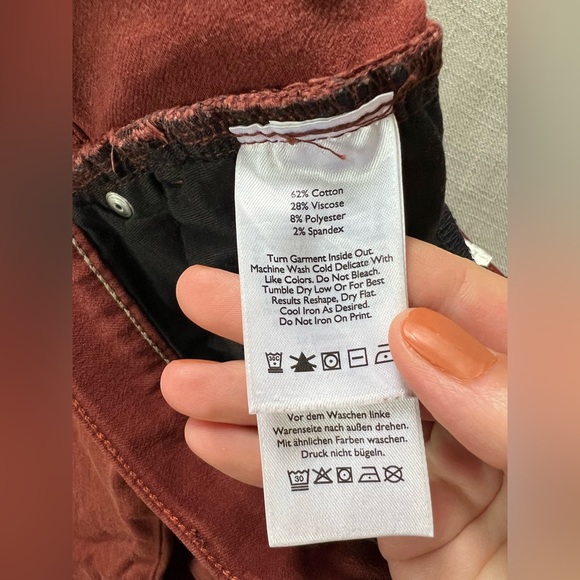 62% Cotton
28% Viscose
8% Polyester
2% Spandex
Turn Garment Inside Out.
Machine Wash Cold Delicate With
Like Colors. Do Not Bleach.
Tumble Dry Low Or For Best
Results Reshape, Dry Flat.
Cool Iron As Desired.
Do Not Iron On Print.
30C
Vor dem Waschen linke
Warenseite nach außen drehen.
Mit ähnlichen Farben waschen.
Druck nicht bügeln.
30